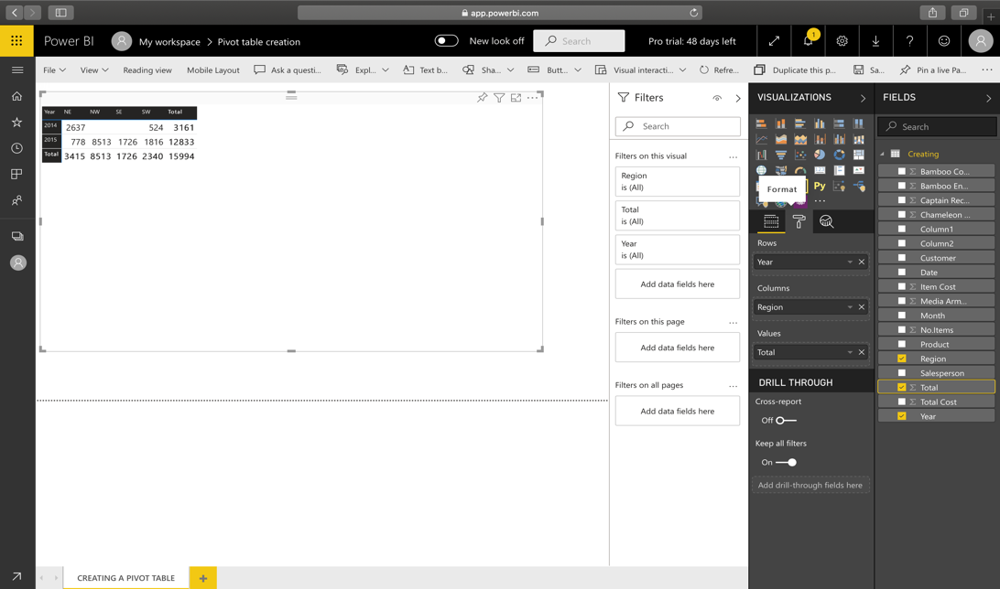 app.powerbi.com
Power BI
My workspace
Pivot table creation
New look off
Search
Pro trial: 48 days left
1
?
File
View
Reading view
Mobile Layout
Ask a questi...
Expl...
Text b...
Sha...
Butt...
Visual interacti...
Refre...
Duplicate this p...
Sa...
Pin a live Pa...
Year NE NW SE SW Total
2014 2637 524 3161
2015 778 8513 1726 1816 12833
Total 3415 8513 1726 2340 15994
Filters
Search
Filters on this visual
Region
is (All)
Total
is (All)
Year
is (All)
Add data fields here
Filters on this page
Add data fields here
Filters on all pages
Add data fields here
VISUALIZATIONS
Py
Format
Rows
Year
Columns
Region
Values
Total
DRILL THROUGH
Cross-report
Off
Keep all filters
On
Add drill-through fields here
FIELDS
Search
Creating
Bamboo Co...
Bamboo En...
Captain Rec...
Chameleon ...
Column1
Column2
Customer
Date
Item Cost
Media Arm...
Month
No.Items
Product
Region
Salesperson
Total
Total Cost
Year
CREATING A PIVOT TABLE